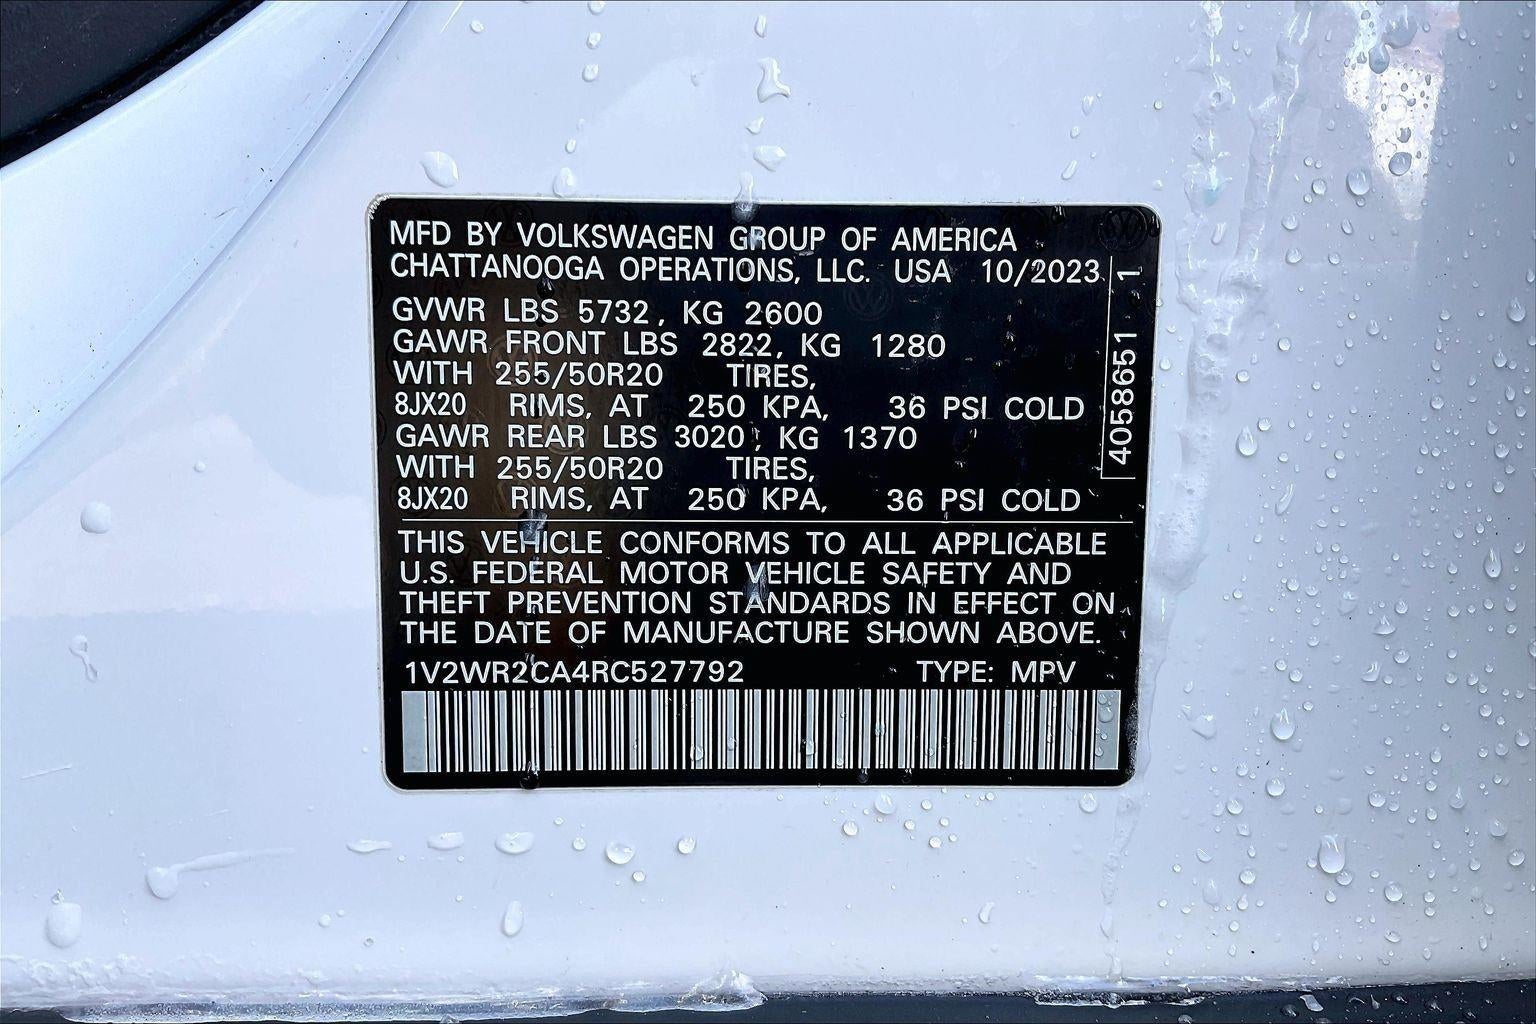 MFD BY VOLKSWAGEN GROUP OF AMERICA
CHATTANOOGA OPERATIONS, LLC. USA 10/2023
GVWR LBS 5732, KG 2600
GAWR FRONT LBS 2822, KG 1280
WITH 255/50R20 TIRES,
8JX20 RIMS, AT 250 KPA, 36 PSI COLD
GAWR REAR LBS 3020, KG 1370
WITH 255/50R20 TIRES,
8JX20 RIMS, AT 250 KPA, 36 PSI COLD
THIS VEHICLE CONFORMS TO ALL APPLICABLE
U.S. FEDERAL MOTOR VEHICLE SAFETY AND
THEFT PREVENTION STANDARDS IN EFFECT ON
THE DATE OF MANUFACTURE SHOWN ABOVE.
1V2WR2CA4RC527792 TYPE: MPV
4058651 1